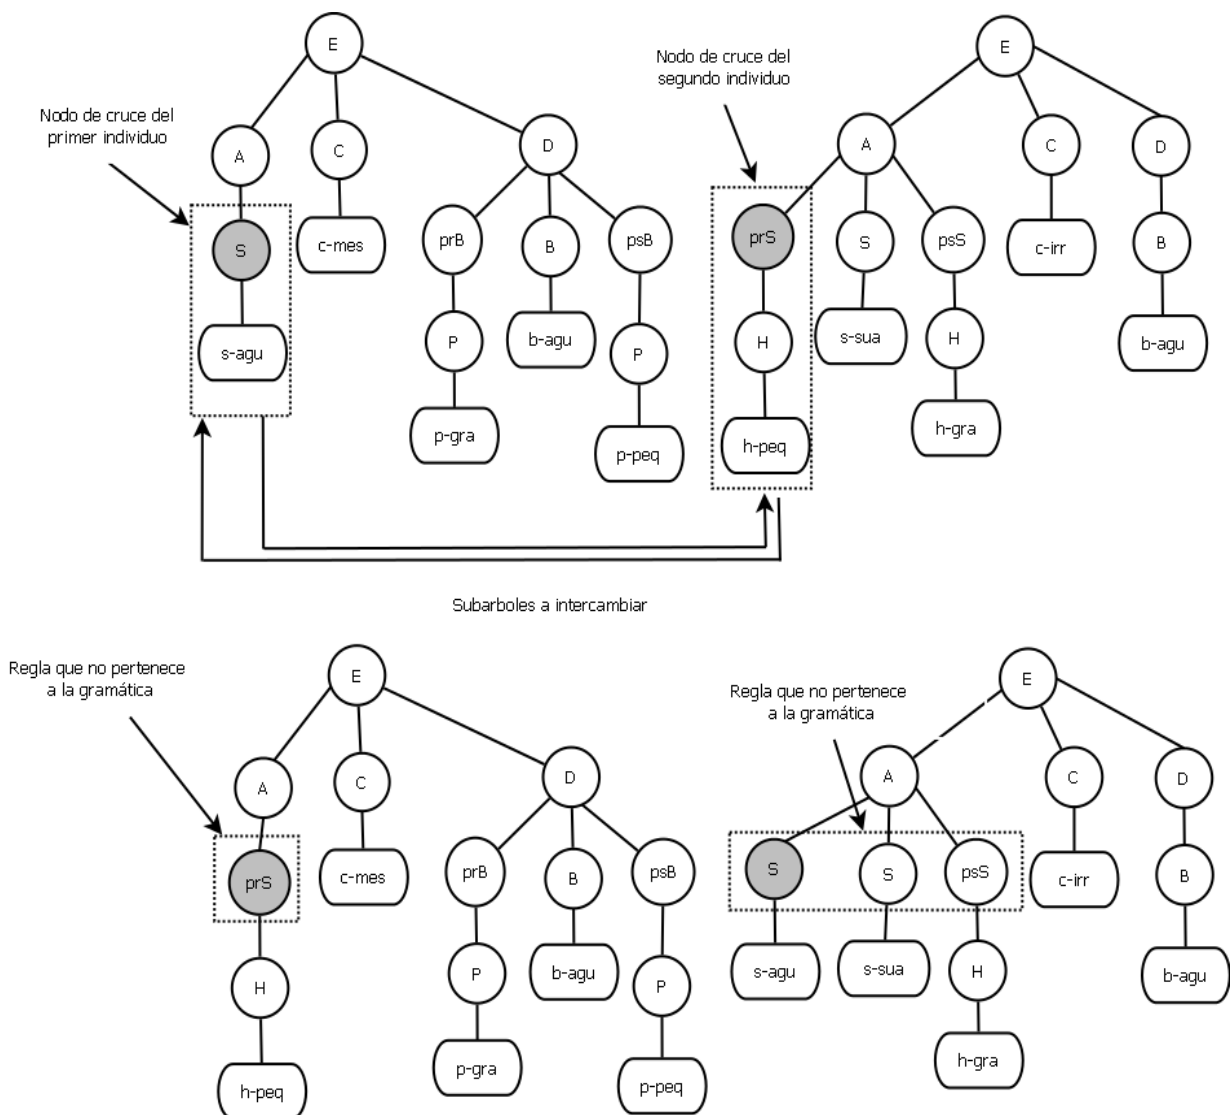 E
E
Nodo de cruce del
segundo individuo
Nodo de cruce del
primer individuo
A
C
D
A
C
D
S
c-mes
prB
B
psB
prS
S
psS
c-irr
B
s-agu
P
b-agu
P
H
s-sua
H
b-agu
p-gra
p-peq
h-peq
h-gra
Subarboles a intercambiar
Regla que no pertenece
a la gramática
E
Regla que no pertenece
a la gramática
E
A
C
D
A
C
D
prS
c-mes
prB
B
psB
S
S
psS
c-irr
B
H
P
b-agu
P
s-agu
s-sua
H
b-agu
h-peq
p-gra
p-peq
h-gra